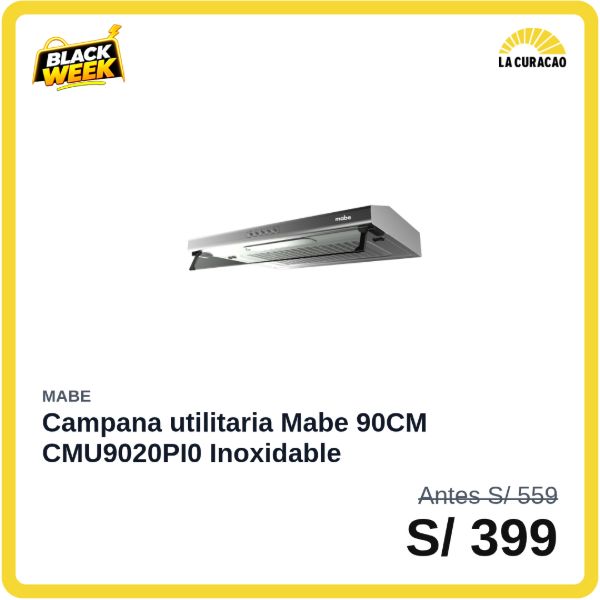 BLACK
WEEK
LA CURACAO
mabe
MABE
Campana utilitaria Mabe 90CM
CMU9020PI0 Inoxidable
Antes S/ 559
S/ 399